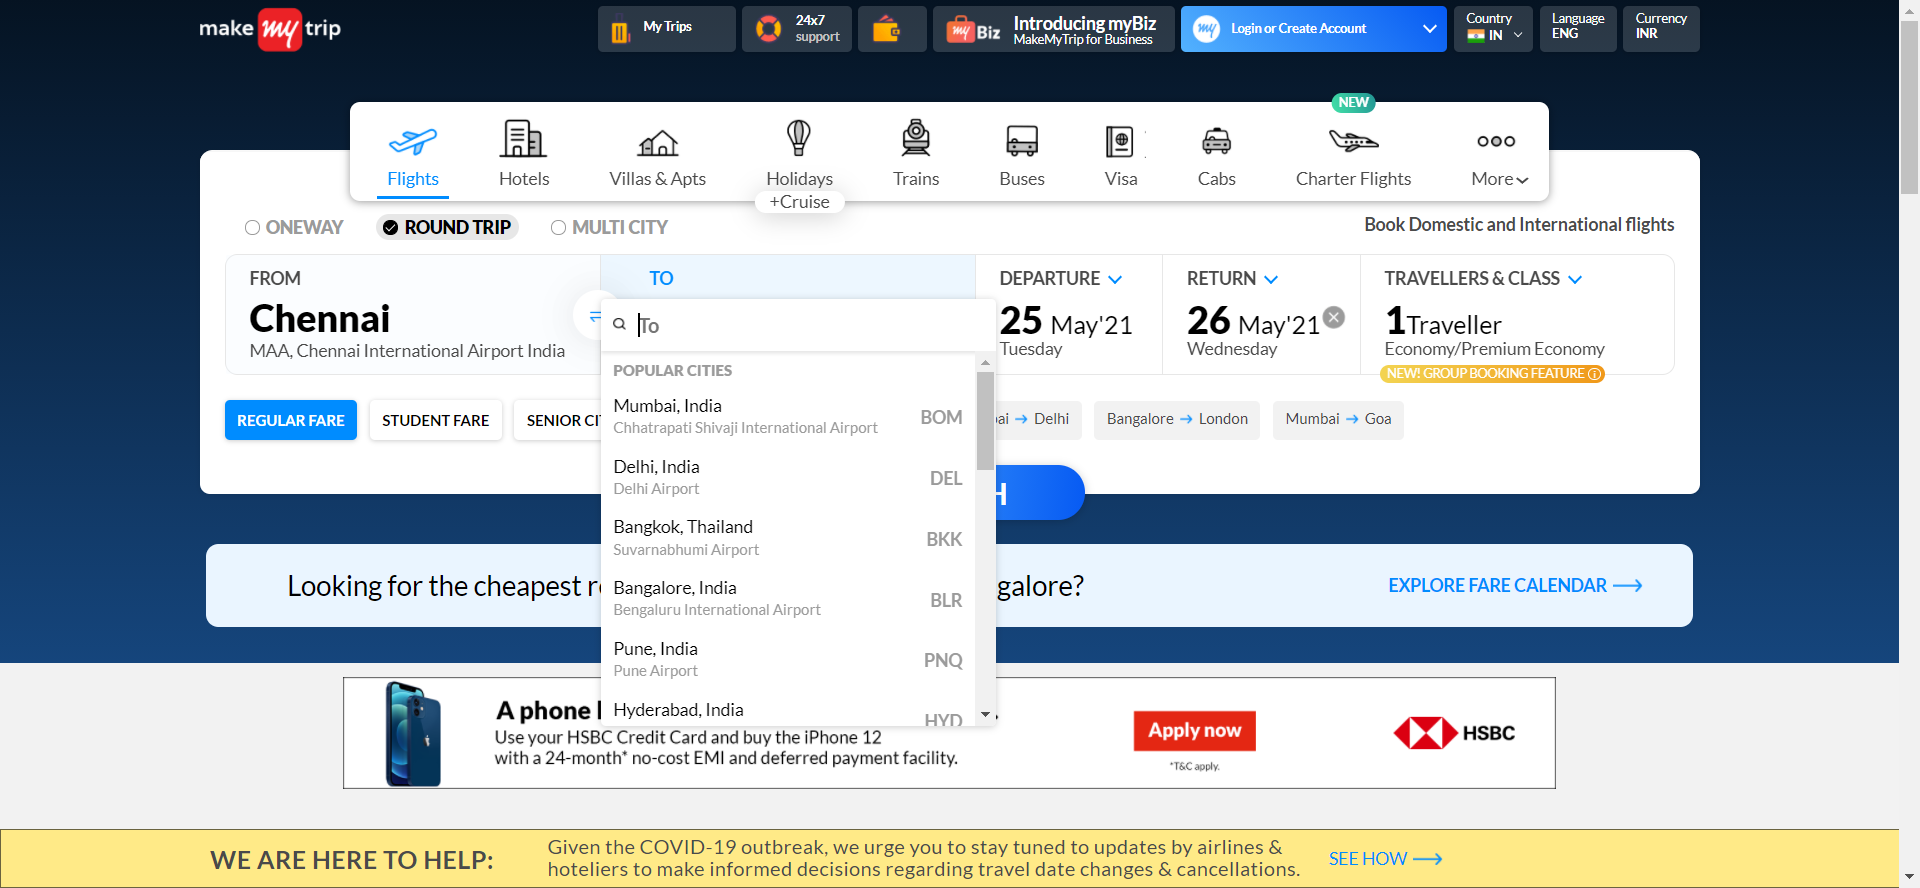 make my trip
My Trips
24x7
support
my Biz
Introducing myBiz
MakeMyTrip for Business
my
Login or Create Account
Country
IN
Language
ENG
Currency
INR
NEW
Flights
Hotels
Villas & Apts
Holidays
Trains
Buses
Visa
Cabs
Charter Flights
More
+Cruise
ONEWAY
ROUND TRIP
MULTI CITY
Book Domestic and International flights
FROM
Chennai
MAA, Chennai International Airport India
TO
To
DEPARTURE
25 May'21
Tuesday
RETURN
26 May'21
Wednesday
TRAVELLERS & CLASS
1 Traveller
Economy/Premium Economy
NEW! GROUP BOOKING FEATURE
POPULAR CITIES
Mumbai, India
Chhatrapati Shivaji International Airport
BOM
Delhi, India
Delhi Airport
DEL
Bangkok, Thailand
Suvarnabhumi Airport
BKK
Bangalore, India
Bengaluru International Airport
BLR
Pune, India
Pune Airport
PNQ
Hyderabad, India
HYD
REGULAR FARE
STUDENT FARE
SENIOR CI
ai → Delhi
Bangalore → London
Mumbai → Goa
H
Looking for the cheapest r
galore?
EXPLORE FARE CALENDAR
A phone
Use your HSBC Credit Card and buy the iPhone 12
with a 24-month* no-cost EMI and deferred payment facility.
Apply now
*T&C apply.
HSBC
WE ARE HERE TO HELP:
Given the COVID-19 outbreak, we urge you to stay tuned to updates by airlines &
hoteliers to make informed decisions regarding travel date changes & cancellations.
SEE HOW